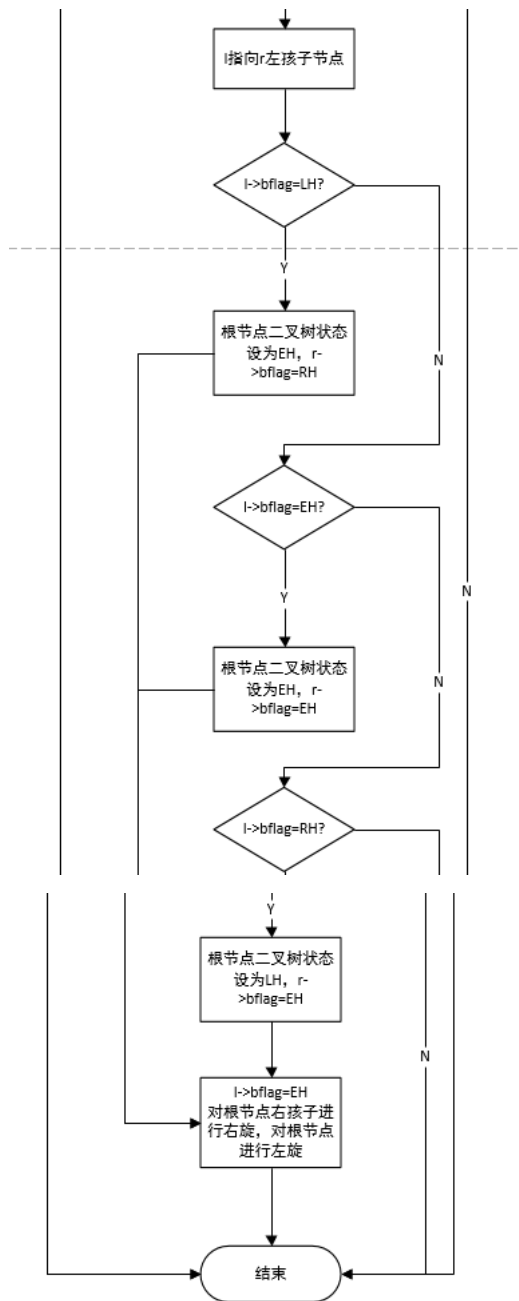 l指向r左孩子节点
l->bflag=LH?
Y
根节点二叉树状态
设为EH，r-
>bflag=RH
N
l->bflag=EH?
Y
N
根节点二叉树状态
设为EH，r-
>bflag=EH
N
l->bflag=RH?
Y
根节点二叉树状态
设为LH，r-
>bflag=EH
N
l->bflag=EH
对根节点右孩子进
行右旋，对根节点
进行左旋
结束